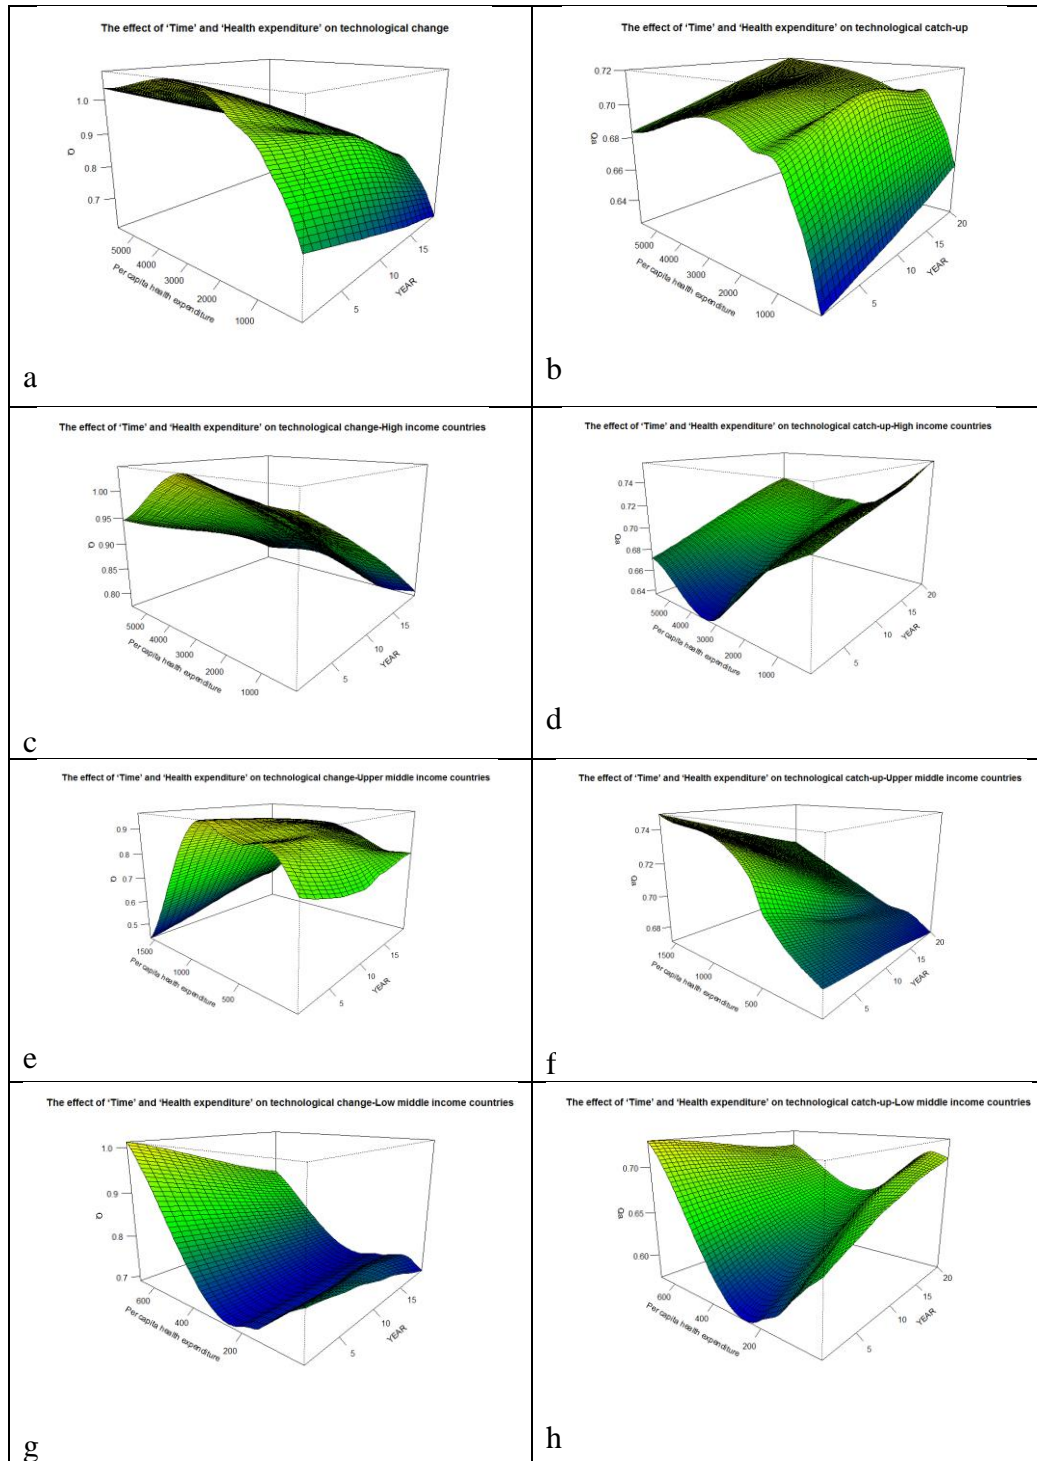 The effect of 'Time' and 'Health expenditure' on technological change
1.0
0.9
0.8
0.7
Q
5000
4000
3000
2000
1000
Per capita health expenditure
5
10
15
YEAR
a
The effect of 'Time' and 'Health expenditure' on technological catch-up
0.72
0.70
0.68
0.66
0.64
Qa
5000
4000
3000
2000
1000
Per capita health expenditure
5
10
15
20
YEAR
b
The effect of 'Time' and 'Health expenditure' on technological change-High income countries
1.00
0.95
0.90
0.85
0.80
Q
5000
4000
3000
2000
1000
Per capita health expenditure
5
10
15
YEAR
c
The effect of 'Time' and 'Health expenditure' on technological catch-up-High income countries
0.74
0.72
0.70
0.68
0.66
0.64
Qa
5000
4000
3000
2000
1000
Per capita health expenditure
5
10
15
20
YEAR
d
The effect of 'Time' and 'Health expenditure' on technological change-Upper middle income countries
0.9
0.8
0.7
0.6
0.5
Q
1500
1000
500
Per capita health expenditure
5
10
15
YEAR
e
The effect of 'Time' and 'Health expenditure' on technological catch-up-Upper middle income countries
0.74
0.72
0.70
0.68
Qa
1500
1000
500
Per capita health expenditure
5
10
15
20
YEAR
f
The effect of 'Time' and 'Health expenditure' on technological change-Low middle income countries
1.0
0.9
0.8
0.7
Q
600
400
200
Per capita health expenditure
5
10
15
YEAR
g
The effect of 'Time' and 'Health expenditure' on technological catch-up-Low middle income countries
0.70
0.65
0.60
Qa
600
400
200
Per capita health expenditure
5
10
15
20
YEAR
h